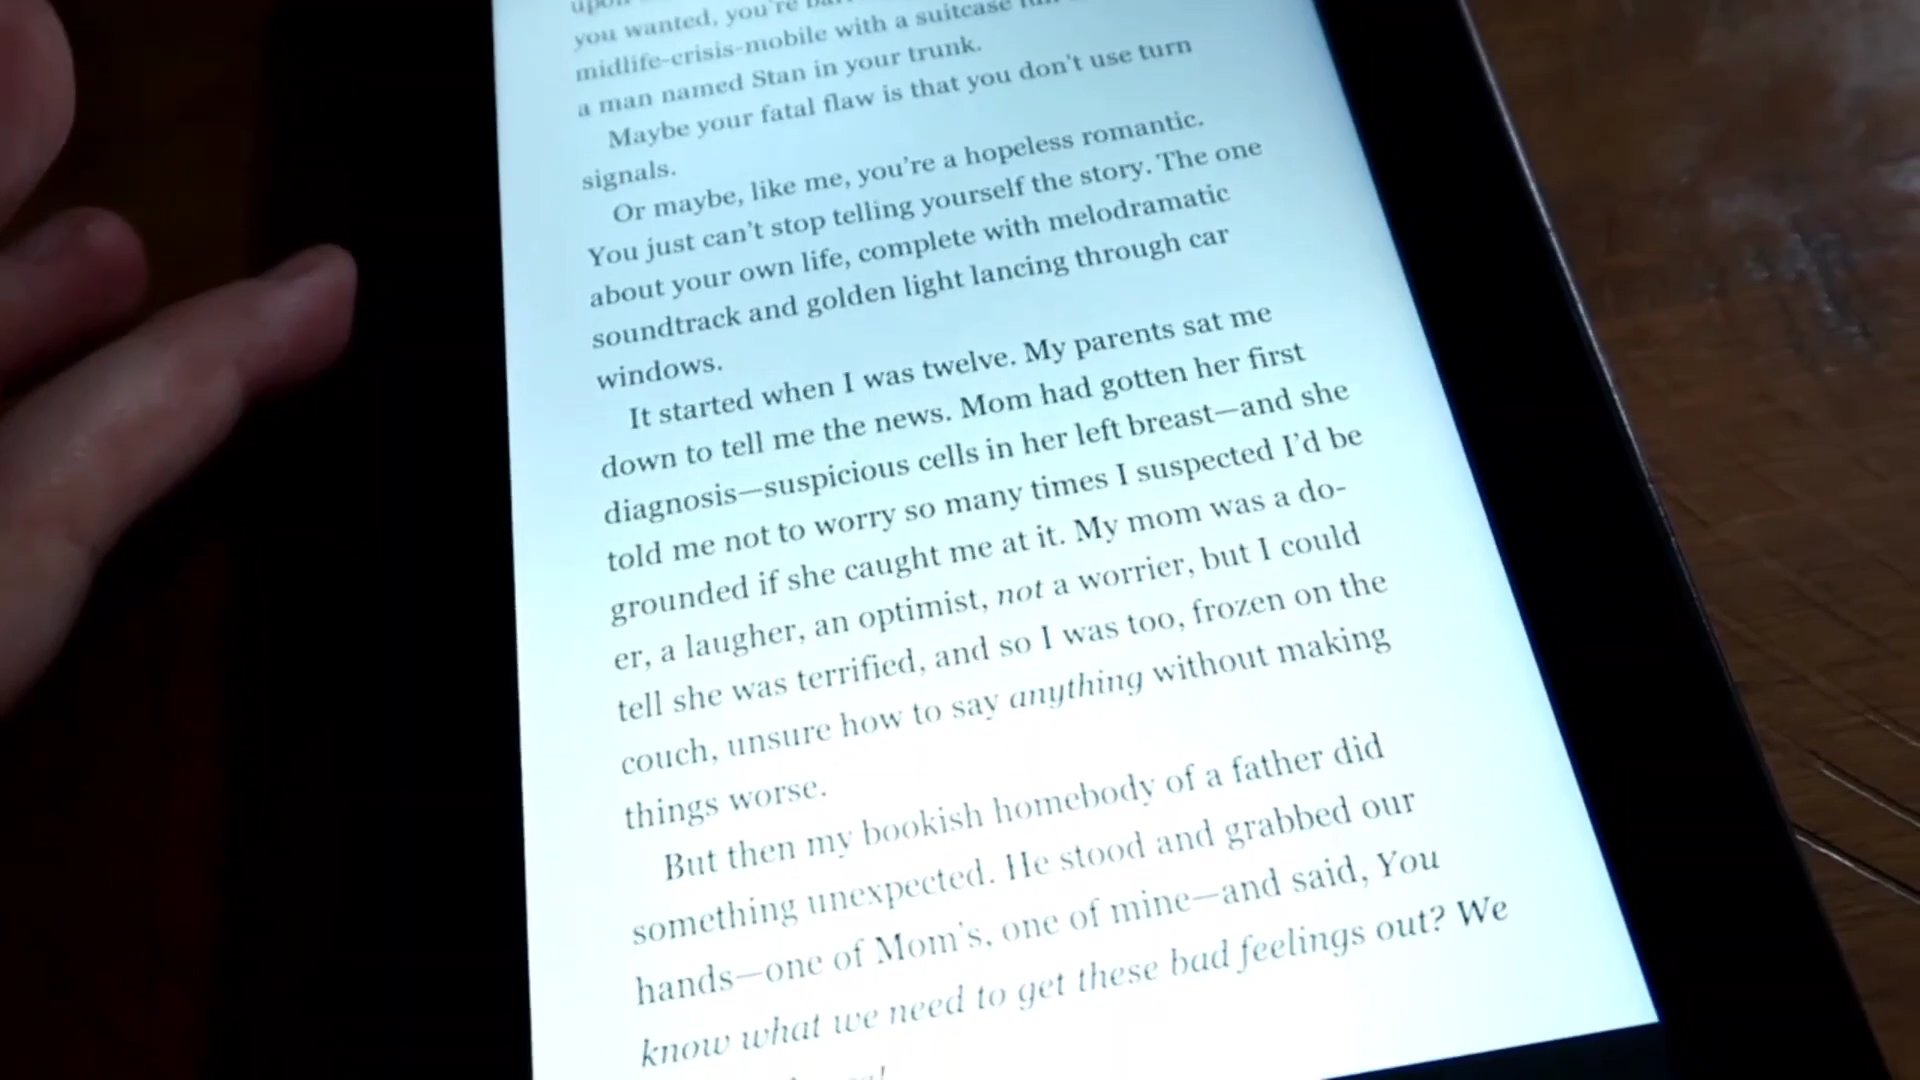 upon
you wanted, you're
midlife-crisis-mobile with a suitcase
a man named Stan in your trunk.
Maybe your fatal flaw is that you don't use turn
signals.
Or maybe, like me, you're a hopeless romantic.
You just can't stop telling yourself the story. The one
about your own life, complete with melodramatic
soundtrack and golden light lancing through car
windows.
It started when I was twelve. My parents sat me
down to tell me the news. Mom had gotten her first
diagnosis—suspicious cells in her left breast—and she
told me not to worry so many times I suspected I'd be
grounded if she caught me at it. My mom was a do-
er, a laugher, an optimist, not a worrier, but I could
tell she was terrified, and so I was too, frozen on the
couch, unsure how to say anything without making
things worse.
But then my bookish homebody of a father did
something unexpected. He stood and grabbed our
hands—one of Mom's, one of mine—and said, You
know what we need to get these bad feelings out? We